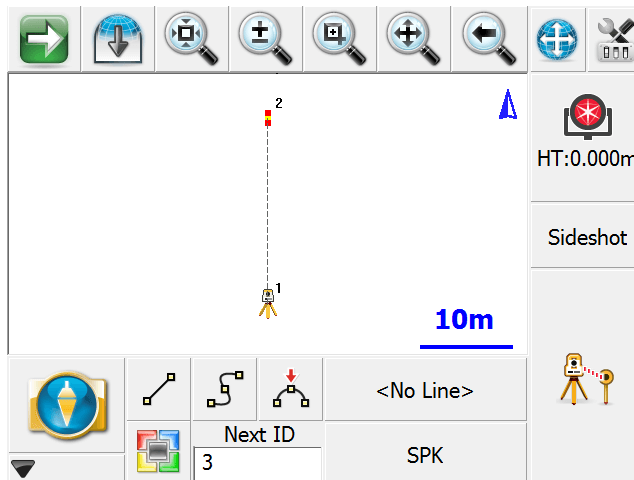 2
HT:0.000m
Sideshot
1
10m
<No Line>
Next ID
3
SPK